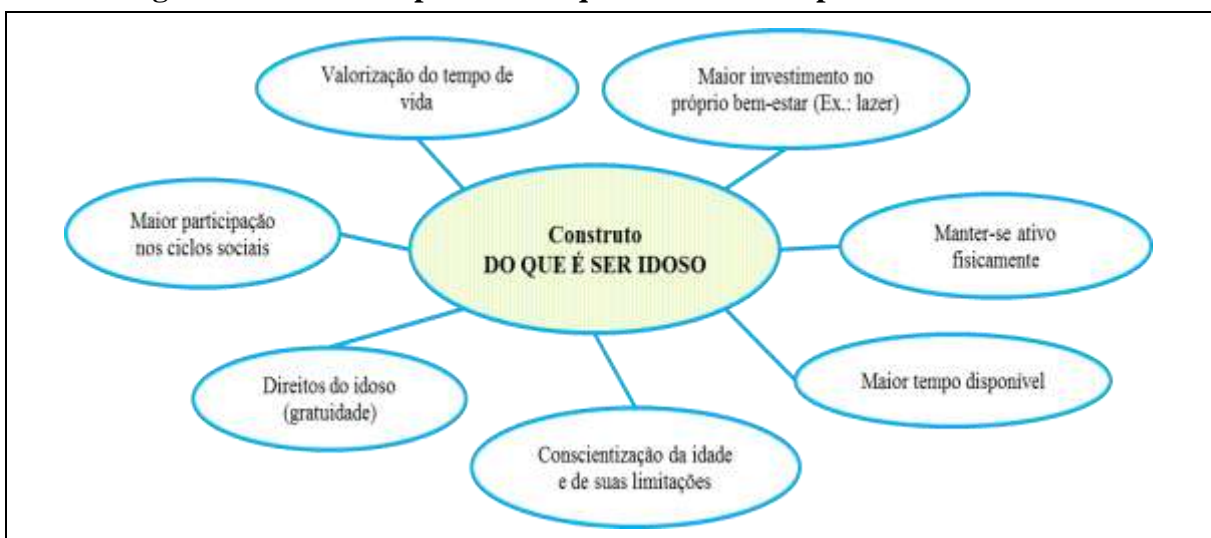 Valorização do tempo de
vida
Maior investimento no
próprio bem-estar (Ex.: lazer)
Maior participação
nos ciclos sociais
Construto
DO QUE É SER IDOSO
Manter-se ativo
fisicamente
Direitos do idoso
(gratuidade)
Maior tempo disponível
Conscientização da idade
e de suas limitações